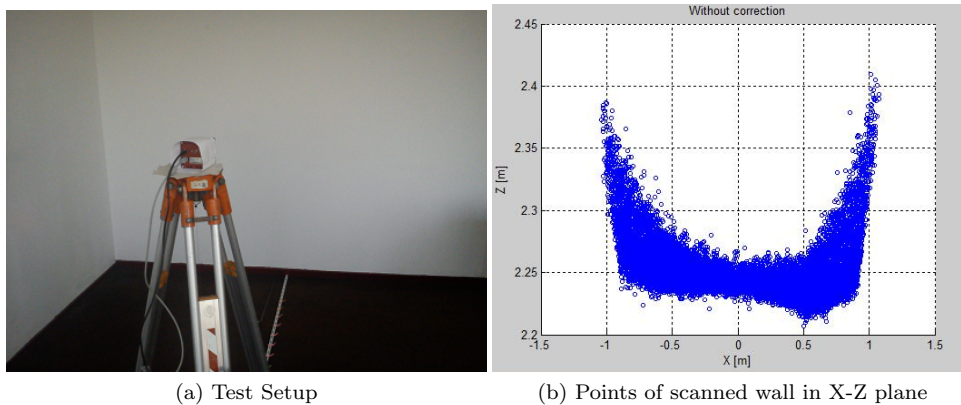 Without correction
2.45
2.4
2.35
2.3
2.25
2.2
Z [m]
-1.5
-1
-0.5
0
0.5
1
1.5
X [m]
(a) Test Setup
(b) Points of scanned wall in X-Z plane